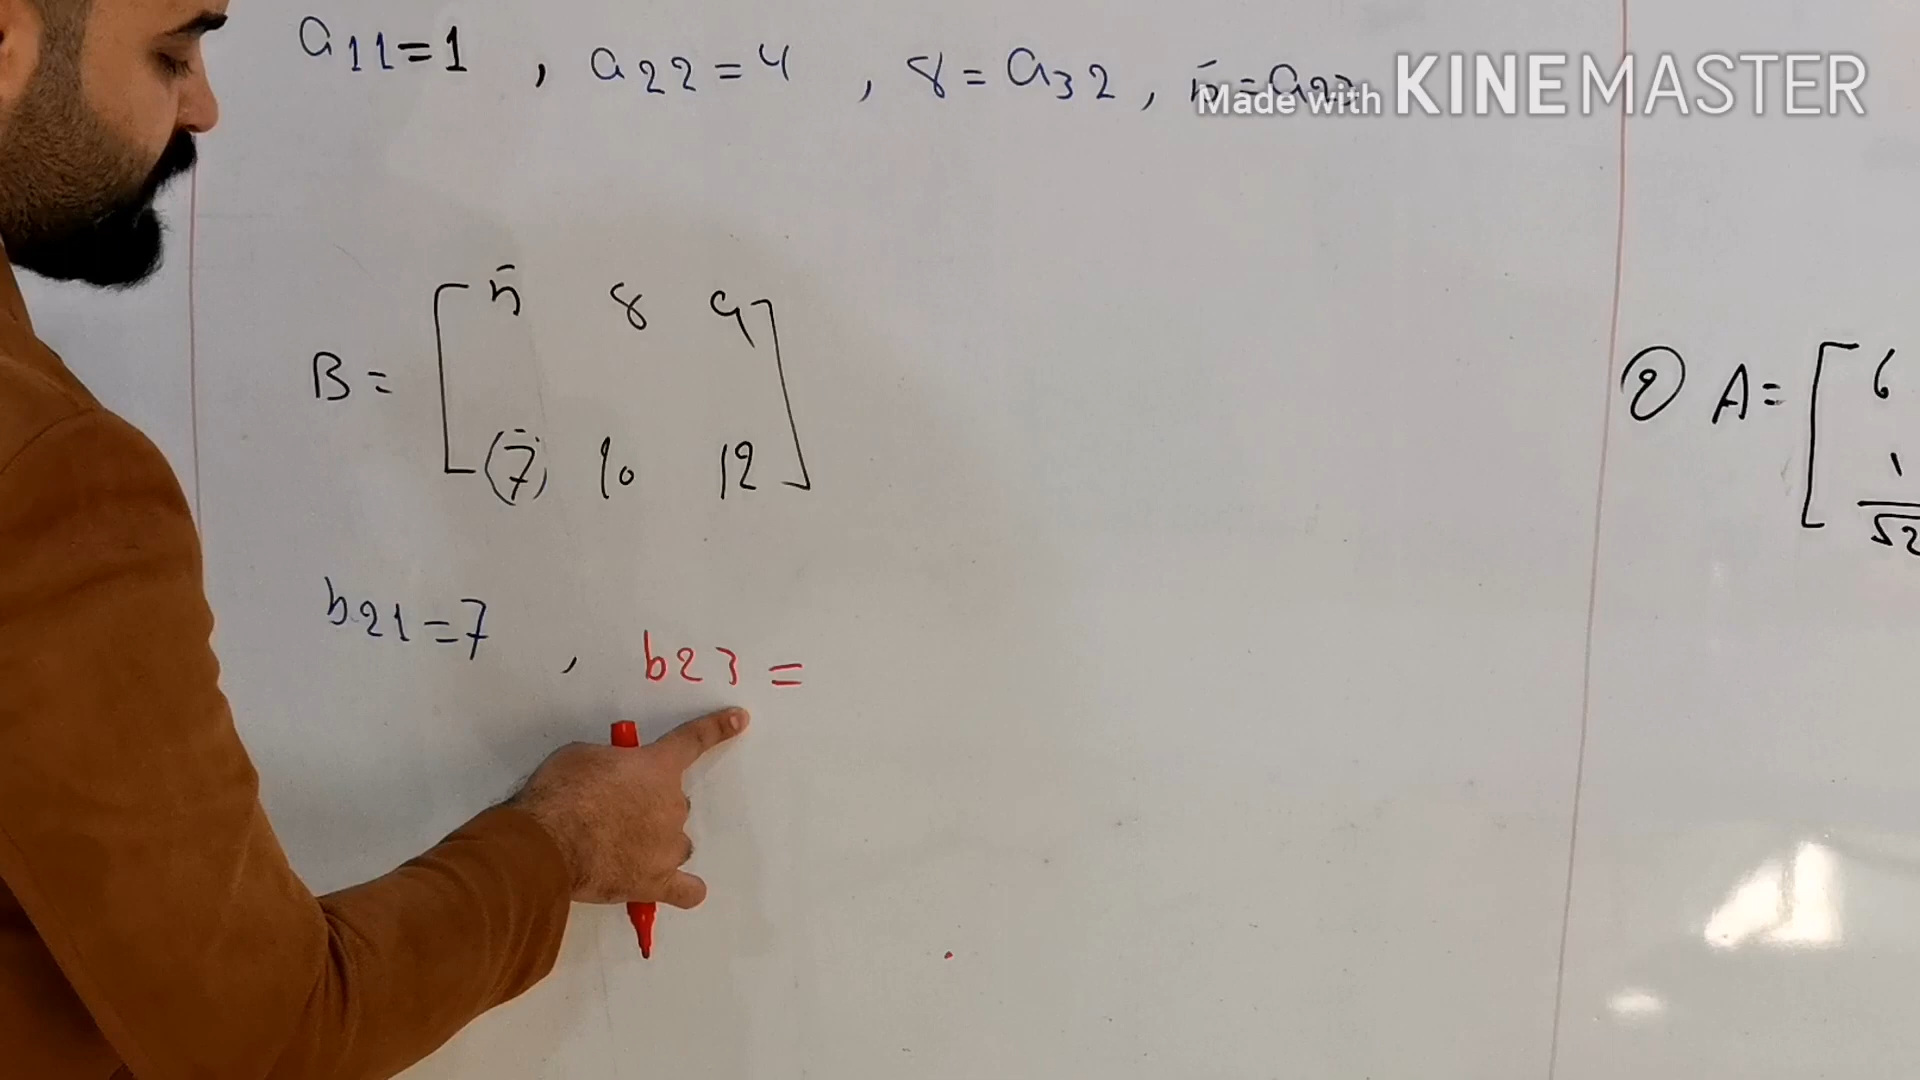 a11=1 , a22=4 , 8=a32, n̄=a23
Made with KINEMASTER
B= [ n̄ 8 9
(7̄) 10 12 ]
② A= [ 6
1/√2
b21=7 , b23=